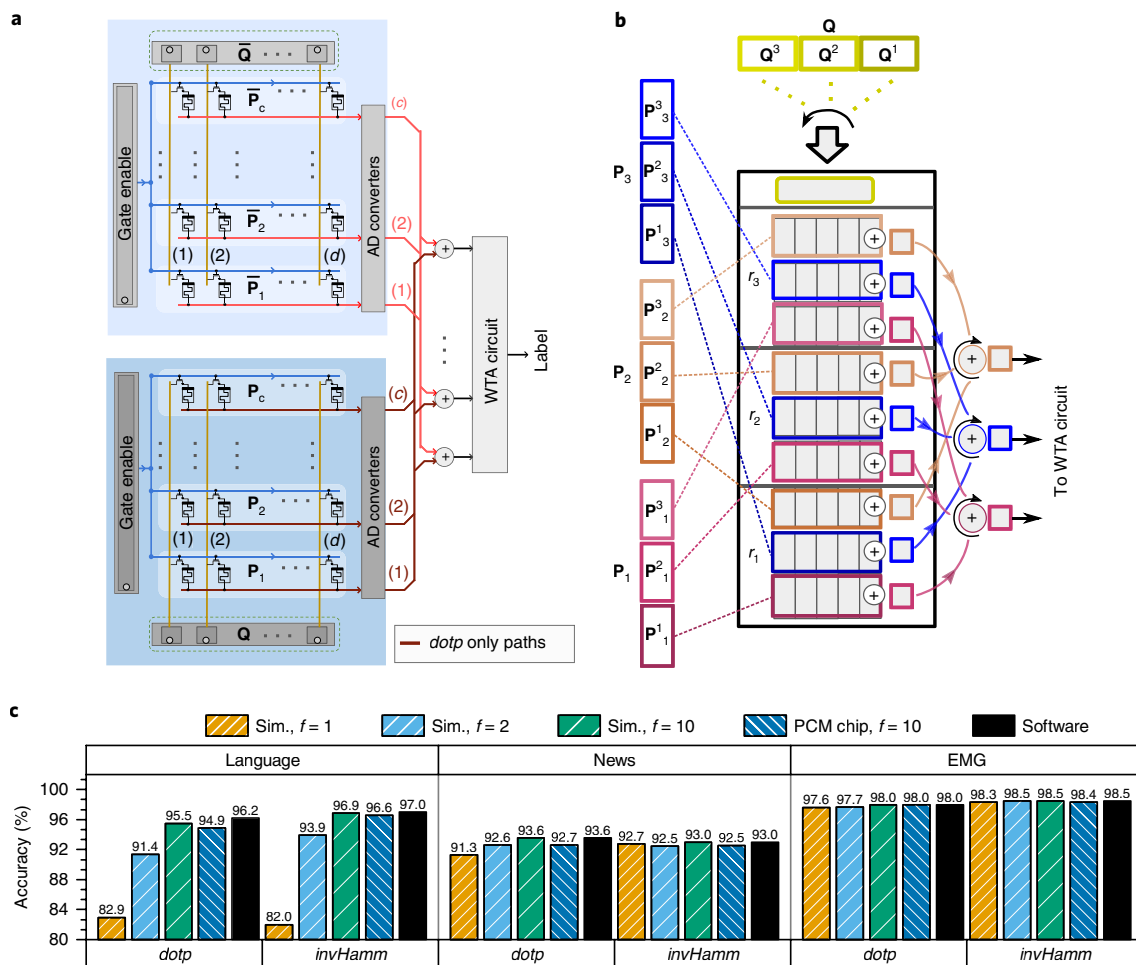 a
Q̅ · · ·
Gate enable
P̅c
P̅2
(1) (2) (d)
P̅1
AD converters
(c)
(2)
(1)
WTA circuit
Label
Gate enable
Pc
P2
(1) (2) (d)
P1
AD converters
(c)
(2)
(1)
Q · · ·
dotp only paths
b
Q
Q³ Q² Q¹
P3
P³3
P²3
P¹3
P2
P³2
P²2
P¹2
P1
P³1
P²1
P¹1
r3
r2
r1
+ + + + + + + + +
+ + +
To WTA circuit
c
Sim., f = 1 Sim., f = 2 Sim., f = 10 PCM chip, f = 10 Software
Language News EMG
Accuracy (%)
100
96
92
88
84
80
82.9 91.4 95.5 94.9 96.2 82.0 93.9 96.9 96.6 97.0
91.3 92.6 93.6 92.7 93.6 92.7 92.5 93.0 92.5 93.0
97.6 97.7 98.0 98.0 98.0 98.3 98.5 98.5 98.4 98.5
dotp invHamm dotp invHamm dotp invHamm